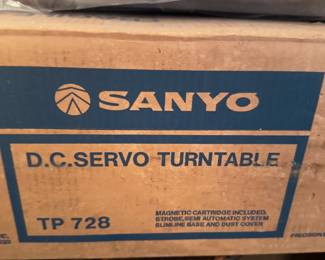 SANYO
D.C. SERVO TURNTABLE
TP 728
MAGNETIC CARTRIDGE INCLUDED,
STROBE, SEMI AUTOMATIC SYSTEM
SLIMLINE BASE AND DUST COVER